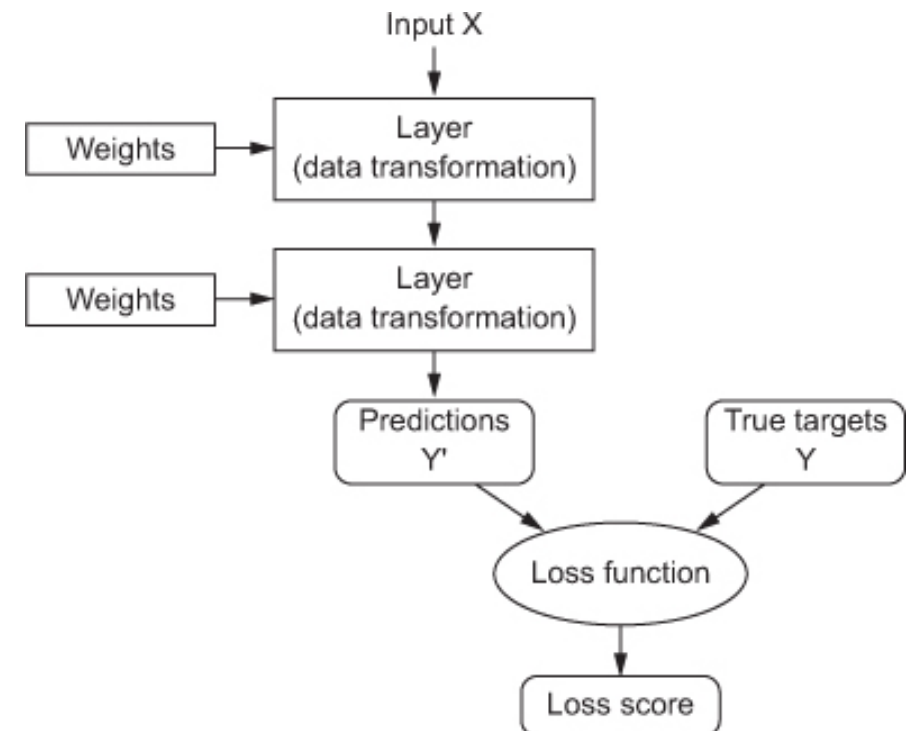 Input X
Layer
(data transformation)
Weights
Layer
(data transformation)
Weights
Predictions
Y'
True targets
Y
Loss function
Loss score